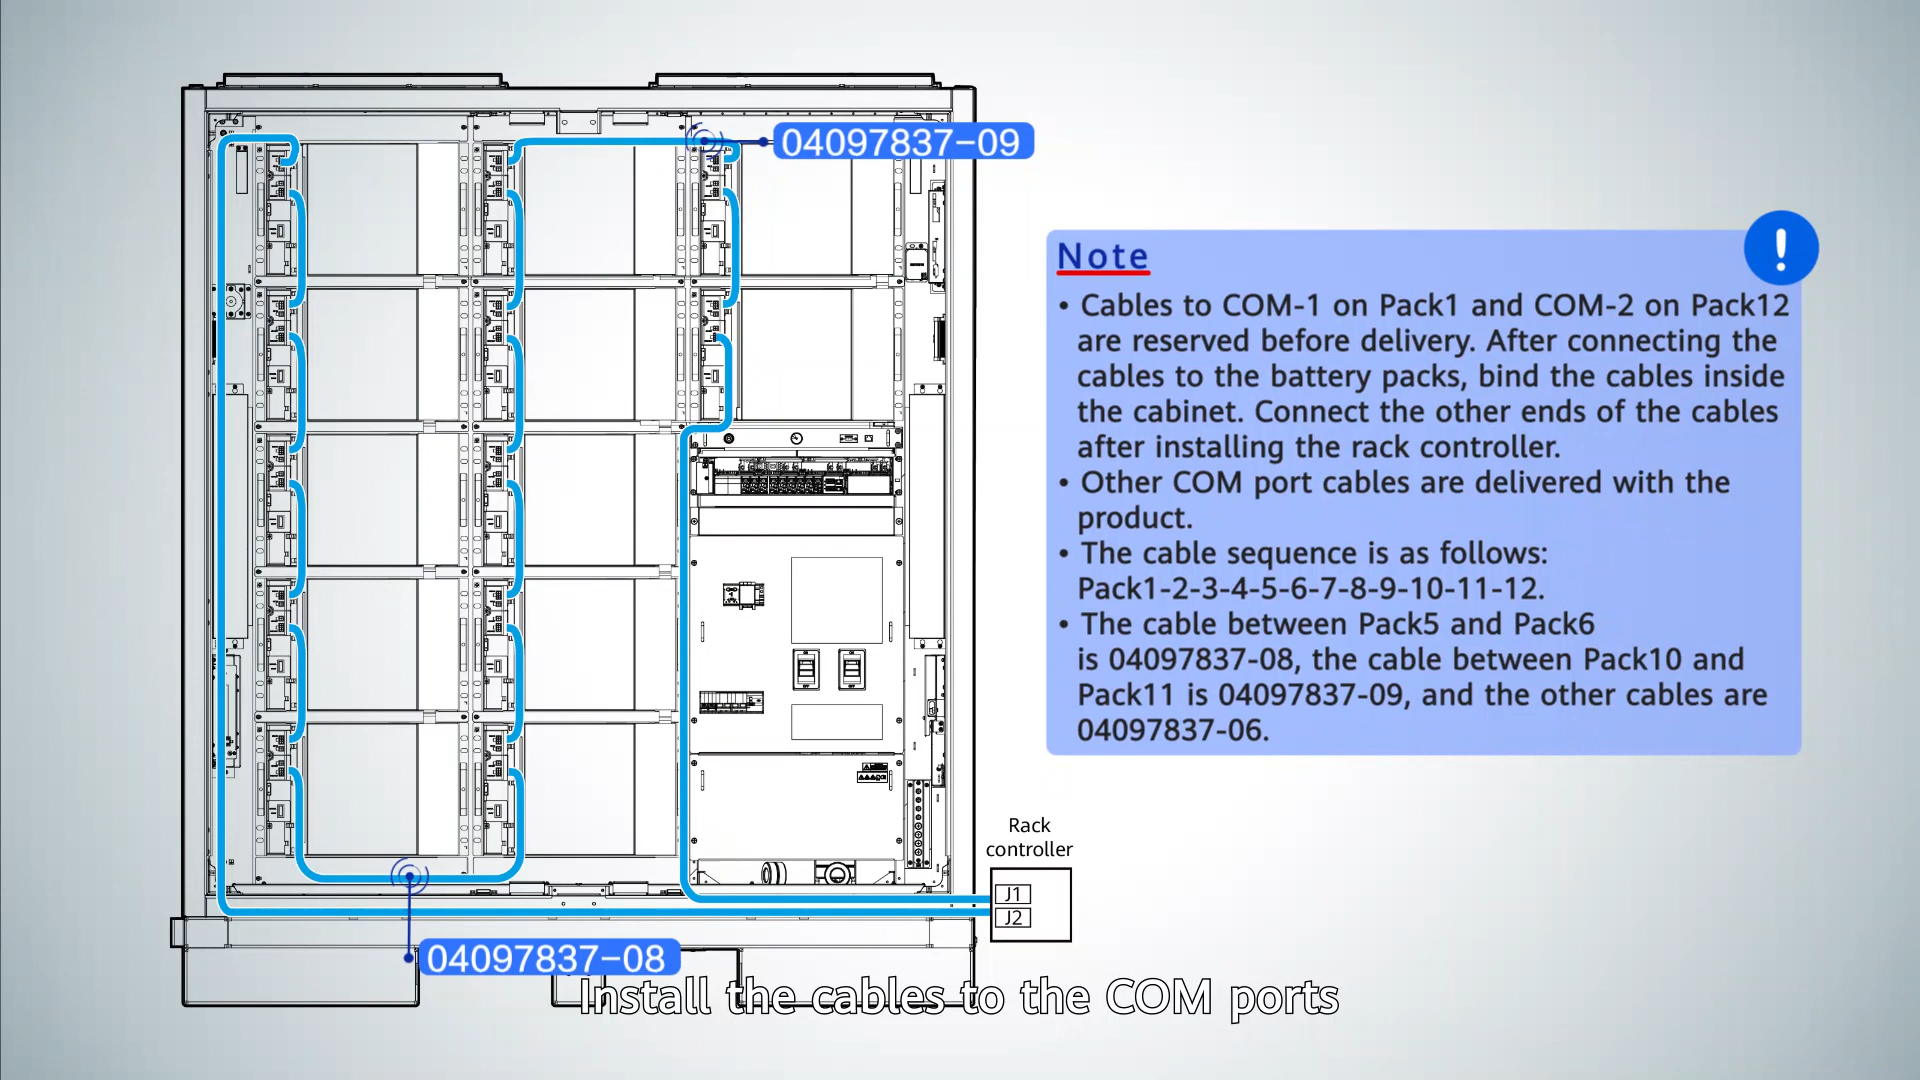 04097837-09
Note
• Cables to COM-1 on Pack1 and COM-2 on Pack12
are reserved before delivery. After connecting the
cables to the battery packs, bind the cables inside
the cabinet. Connect the other ends of the cables
after installing the rack controller.
• Other COM port cables are delivered with the
product.
• The cable sequence is as follows:
Pack1-2-3-4-5-6-7-8-9-10-11-12.
• The cable between Pack5 and Pack6
is 04097837-08, the cable between Pack10 and
Pack11 is 04097837-09, and the other cables are
04097837-06.
Rack
controller
J1
J2
04097837-08
Install the cables to the COM ports